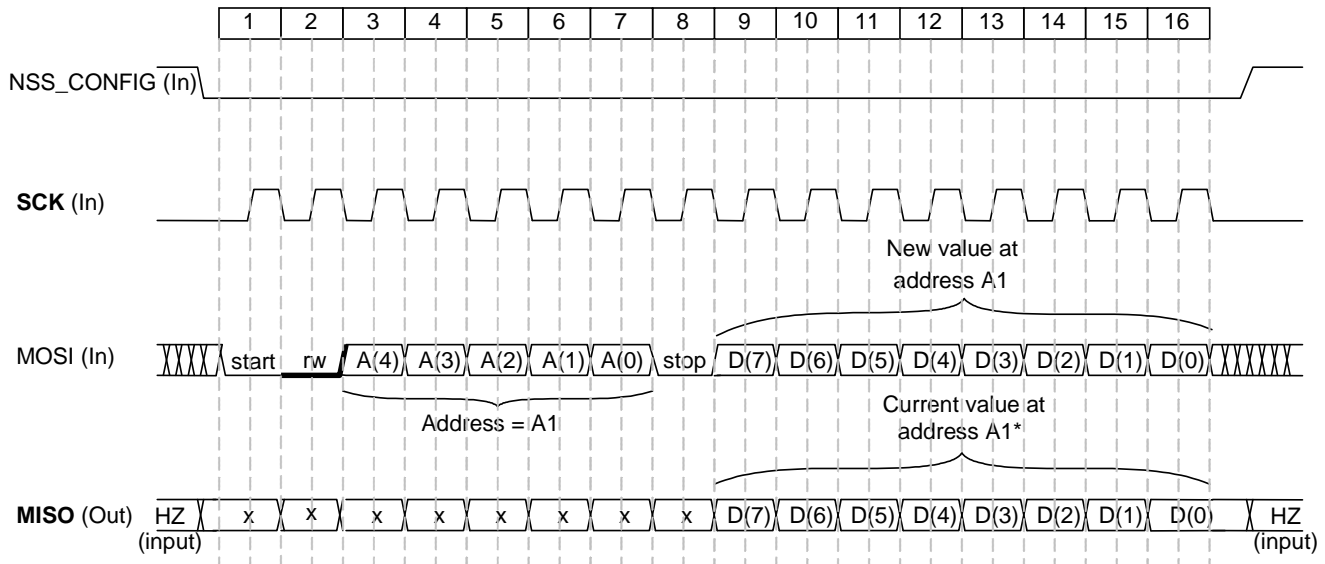 1 2 3 4 5 6 7 8 9 10 11 12 13 14 15 16
NSS_CONFIG (In)
SCK (In)
New value at
address A1
MOSI (In) start rw A(4) A(3) A(2) A(1) A(0) stop D(7) D(6) D(5) D(4) D(3) D(2) D(1) D(0)
Address = A1
Current value at
address A1*
MISO (Out) HZ x x x x x x x x D(7) D(6) D(5) D(4) D(3) D(2) D(1) D(0) HZ
(input) (input)